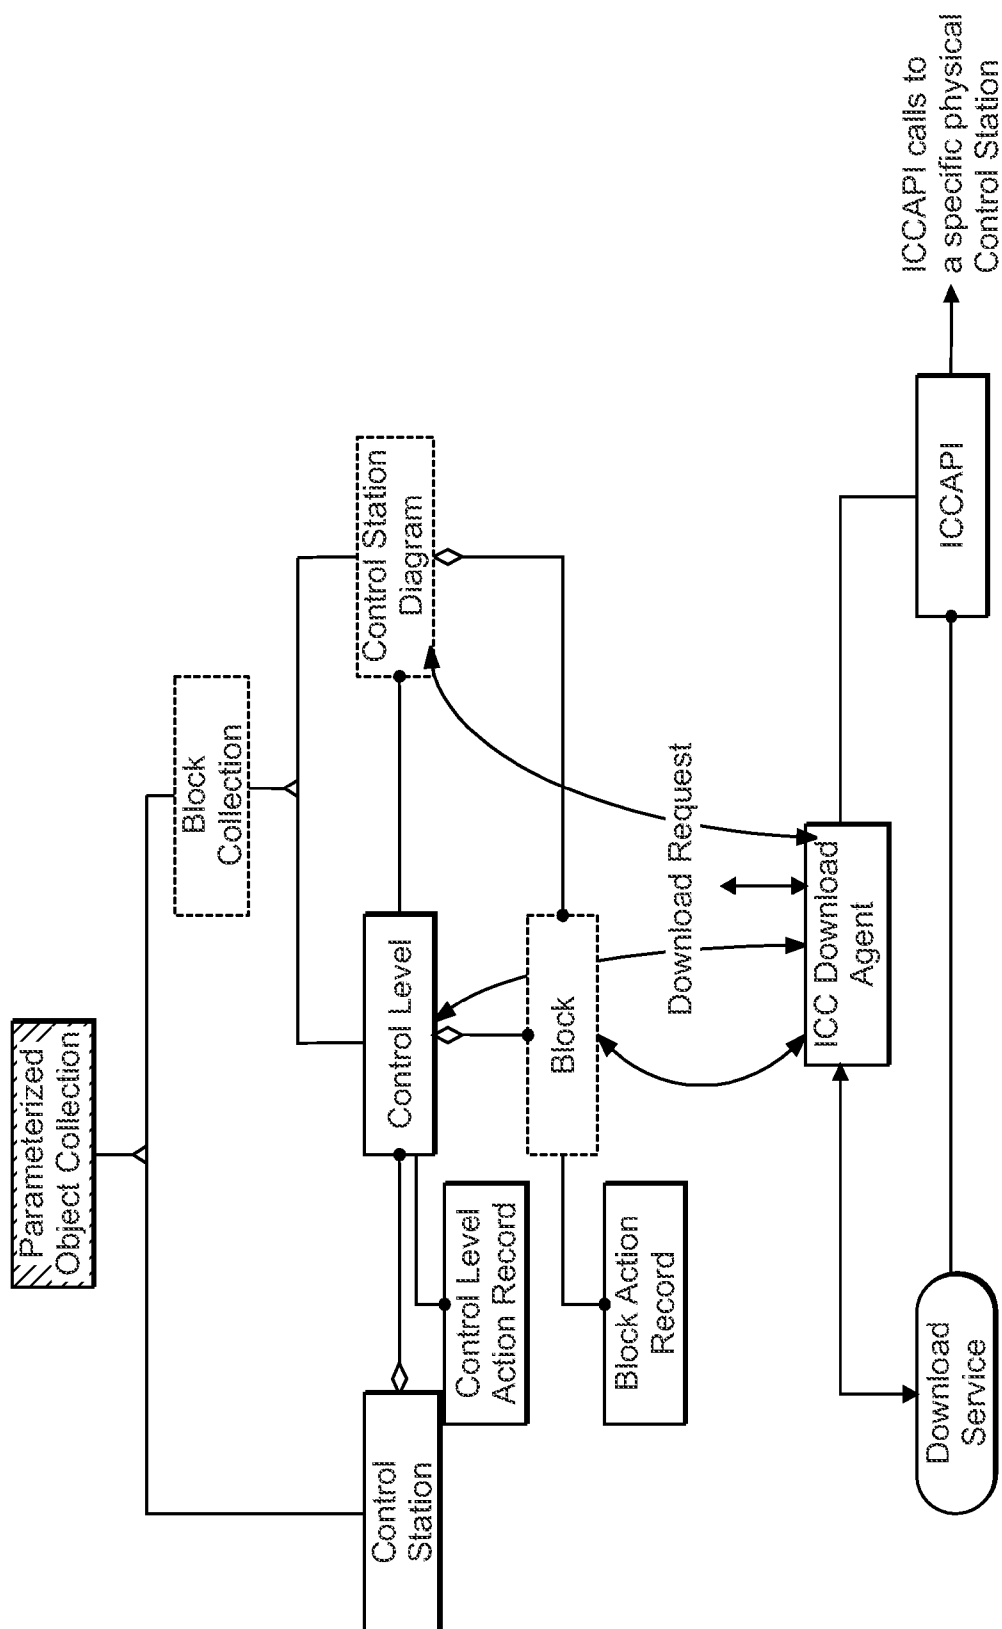 Parameterized
Object Collection
Block
Collection
Control
Station
Control Level
Control Station
Diagram
Control Level
Action Record
Block
Block Action
Record
Download Request
ICC Download
Agent
Download
Service
ICCAPI
ICCAPI calls to
a specific physical
Control Station